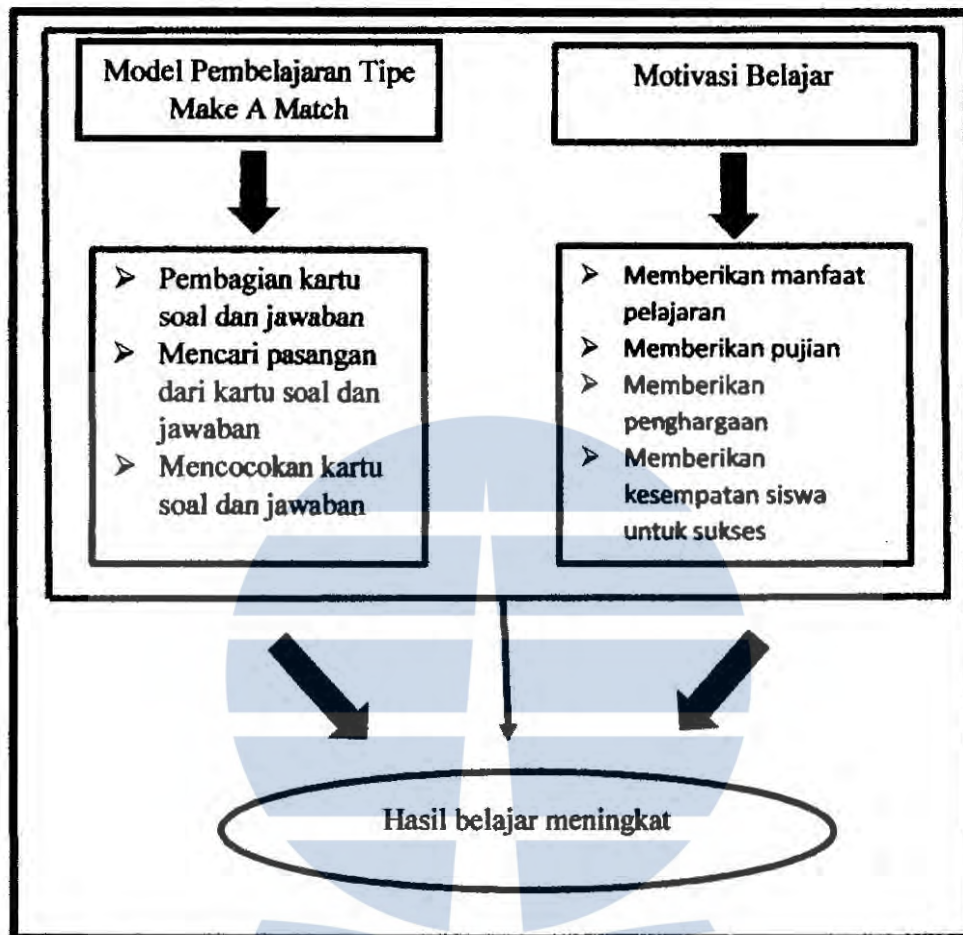 Model Pembelajaran Tipe
Make A Match
Motivasi Belajar
➢ Pembagian kartu
soal dan jawaban
➢ Mencari pasangan
dari kartu soal dan
jawaban
➢ Mencocokan kartu
soal dan jawaban
➢ Memberikan manfaat
pelajaran
➢ Memberikan pujian
➢ Memberikan
penghargaan
➢ Memberikan
kesempatan siswa
untuk sukses
Hasil belajar meningkat